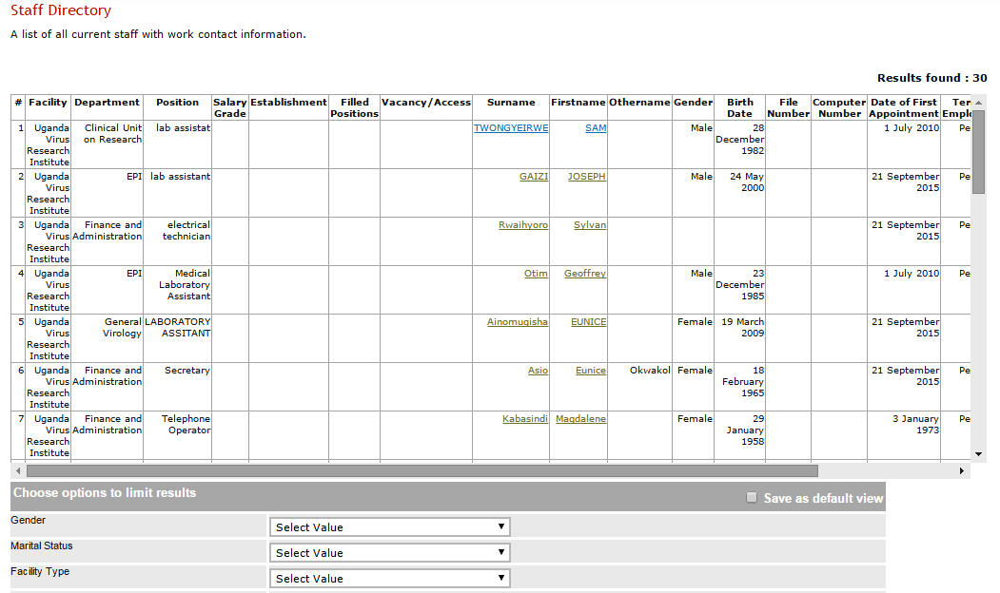 Staff Directory
A list of all current staff with work contact information.
Results found : 30
# Facility Department Position Salary Grade Establishment Filled Positions Vacancy/Access Surname Firstname Othername Gender Birth Date File Number Computer Number Date of First Appointment Ter Emplo
1 Uganda Virus Research Institute Clinical Unit on Research lab assistat TWONGYEIRWE SAM Male 28 December 1982 1 July 2010 Pe
2 Uganda Virus Research Institute EPI lab assistant GAIZI JOSEPH Male 24 May 2000 21 September 2015 Pe
3 Uganda Virus Research Institute Finance and Administration electrical technician Rwaihyoro Sylvan 21 September 2015 Pe
4 Uganda Virus Research Institute EPI Medical Laboratory Assistant Otim Geoffrey Male 23 December 1985 1 July 2010 Pe
5 Uganda Virus Research Institute General Virology LABORATORY ASSITANT Ainomugisha EUNICE Female 19 March 2009 21 September 2015
6 Uganda Virus Research Institute Finance and Administration Secretary Asio Eunice Okwakol Female 18 February 1965 21 September 2015 Pe
7 Uganda Virus Research Institute Finance and Administration Telephone Operator Kabasindi Magdalene Female 29 January 1958 3 January 1973 Pe
Choose options to limit results
Save as default view
Gender Select Value
Marital Status Select Value
Facility Type Select Value